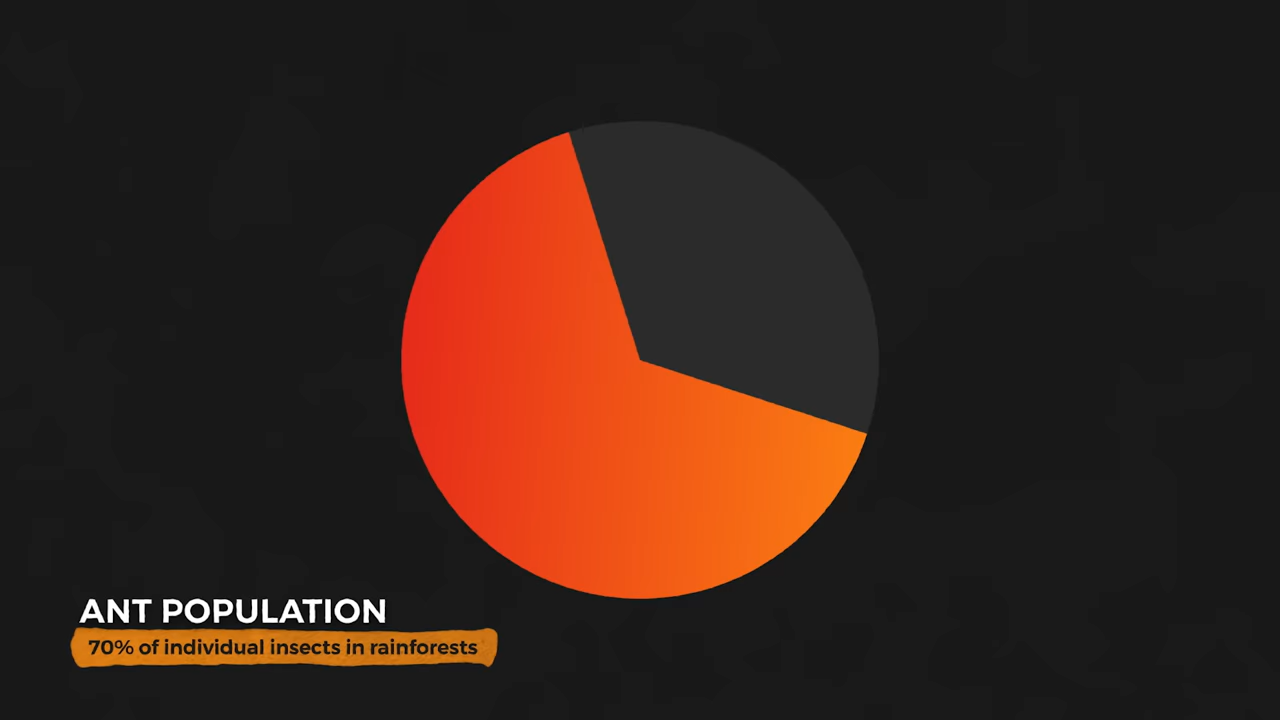 ANT POPULATION
70% of individual insects in rainforests